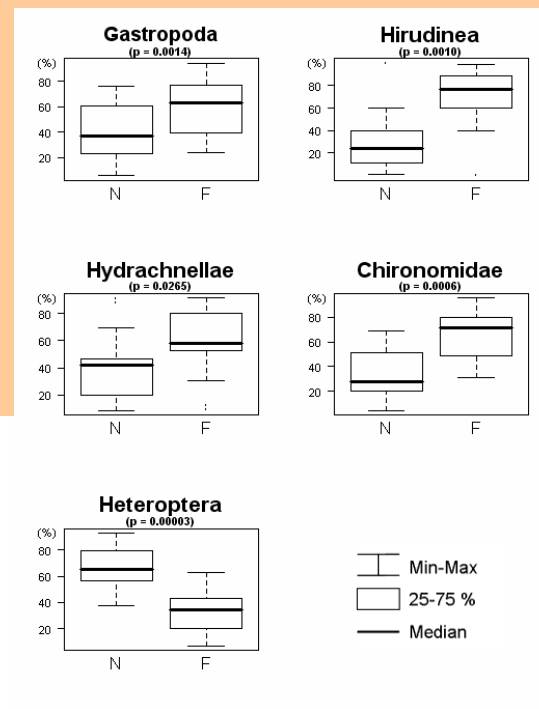 Gastropoda
(p = 0.0014)
(%)
80
60
40
20
N F
Hirudinea
(p = 0.0010)
(%)
80
60
40
20
N F
Hydrachnellae
(p = 0.0265)
(%)
80
60
40
20
N F
Chironomidae
(p = 0.0006)
(%)
80
60
40
20
N F
Heteroptera
(p = 0.00003)
(%)
80
60
40
20
N F
Min-Max
25-75 %
Median